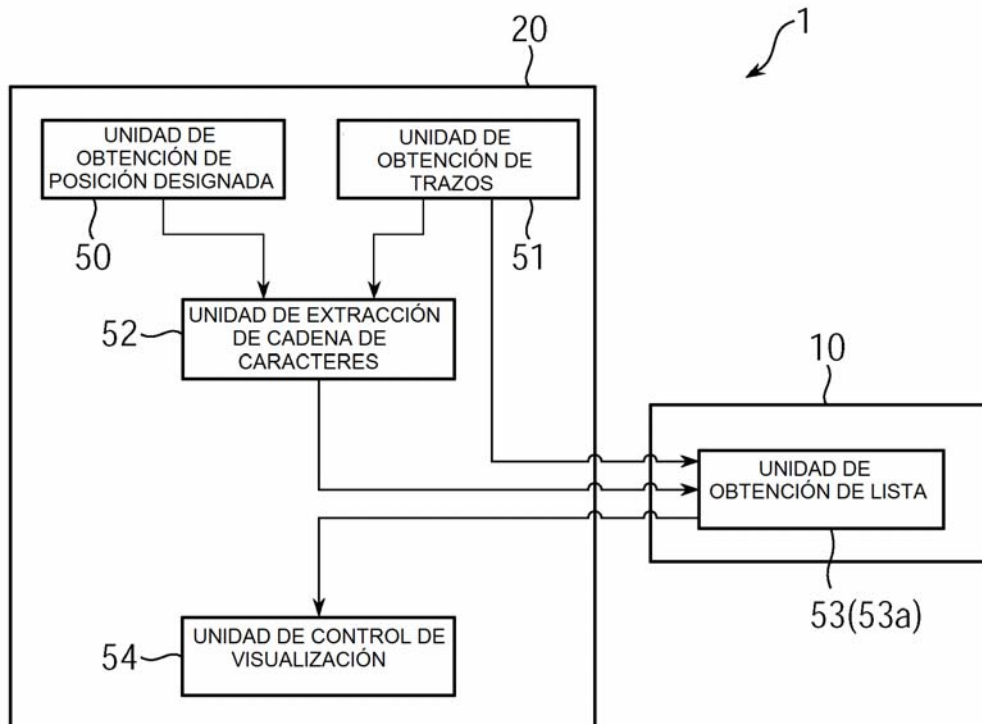 1
20
UNIDAD DE
OBTENCIÓN DE
POSICIÓN DESIGNADA
50
UNIDAD DE
OBTENCIÓN DE
TRAZOS
51
52
UNIDAD DE EXTRACCIÓN
DE CADENA DE
CARACTERES
10
UNIDAD DE
OBTENCIÓN DE LISTA
53(53a)
54
UNIDAD DE CONTROL DE
VISUALIZACIÓN